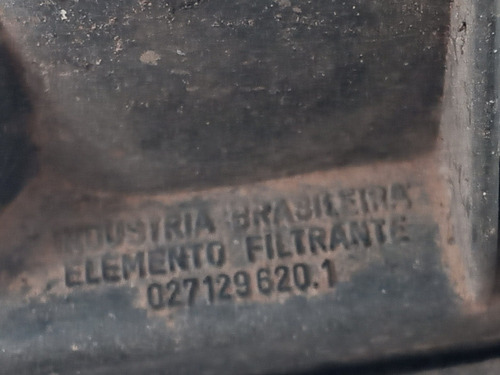 INDUSTRIA BRASILEIRA
ELEMENTO FILTRANTE
027129620.1